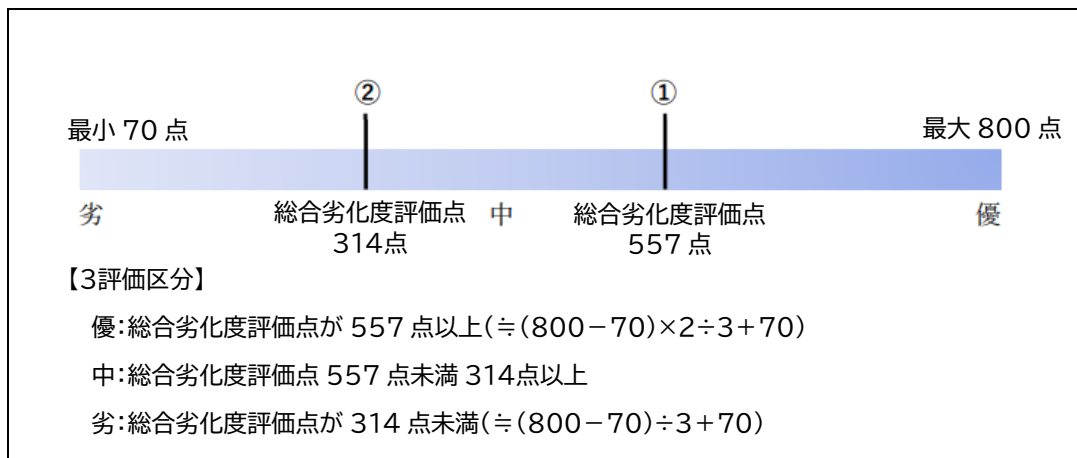 ② ①
最小 70 点 最大 800 点
劣 総合劣化度評価点 中 総合劣化度評価点 優
314点 557 点
【3評価区分】
優:総合劣化度評価点が 557 点以上(≒(800-70)×2÷3+70)
中:総合劣化度評価点 557 点未満 314点以上
劣:総合劣化度評価点が 314 点未満(≒(800-70)÷3+70)